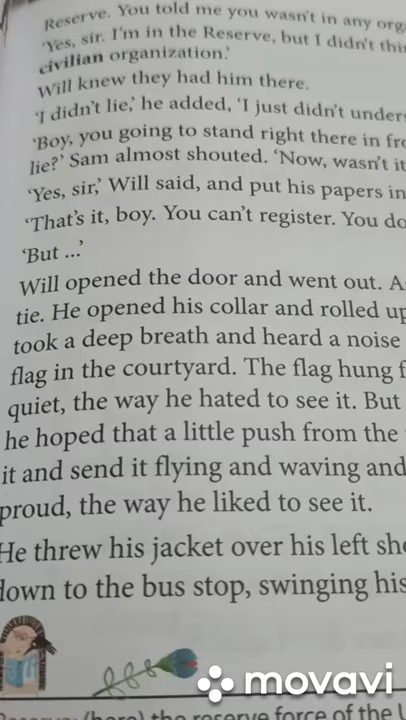 Reserve. You told me you wasn't in any
'Yes, sir. I'm in the Reserve, but I didn't
civilian organization.'
Will knew they had him there.
'I didn't lie,' he added, 'I just didn't
'Boy, you going to stand right there in
lie?' Sam almost shouted. 'Now, wasn't it
'Yes, sir,' Will said, and put his papers in
'That's it, boy. You can't register. You
'But ...'
Will opened the door and went out.
tie. He opened his collar and rolled up
took a deep breath and heard a noise
flag in the courtyard. The flag hung
quiet, the way he hated to see it. But
he hoped that a little push from the
it and send it flying and waving and
proud, the way he liked to see it.
He threw his jacket over his left
down to the bus stop, swinging his
(here) the reserve force of the
movavi